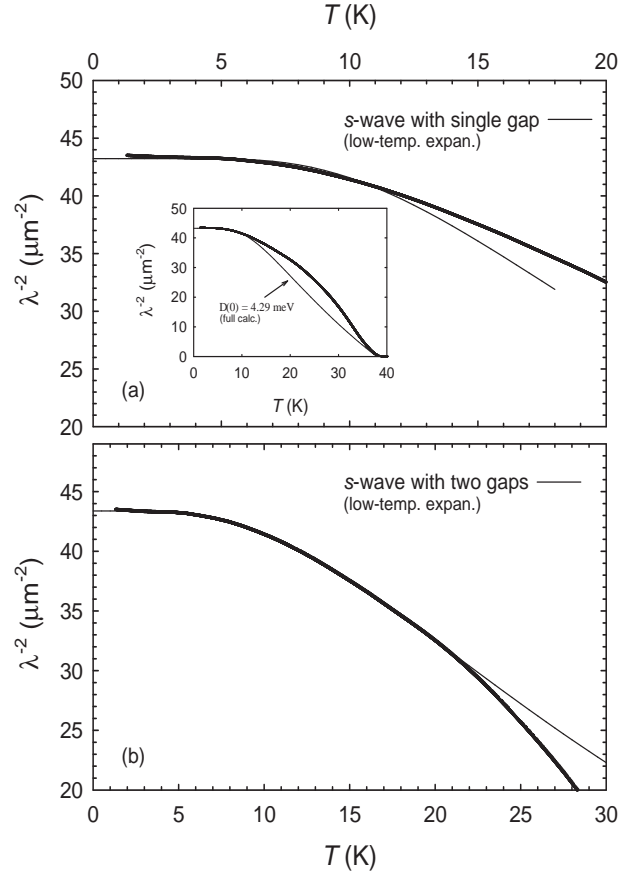 T (K)
0 5 10 15 20
50
45
40
35
30
25
20
λ⁻² (μm⁻²)
s-wave with single gap
(low-temp. expan.)
50
40
30
20
10
0
λ⁻² (μm⁻²)
D(0) = 4.29 meV
(full calc.)
0 10 20 30 40
T (K)
(a)
45
40
35
30
25
20
λ⁻² (μm⁻²)
s-wave with two gaps
(low-temp. expan.)
(b)
0 5 10 15 20 25 30
T (K)